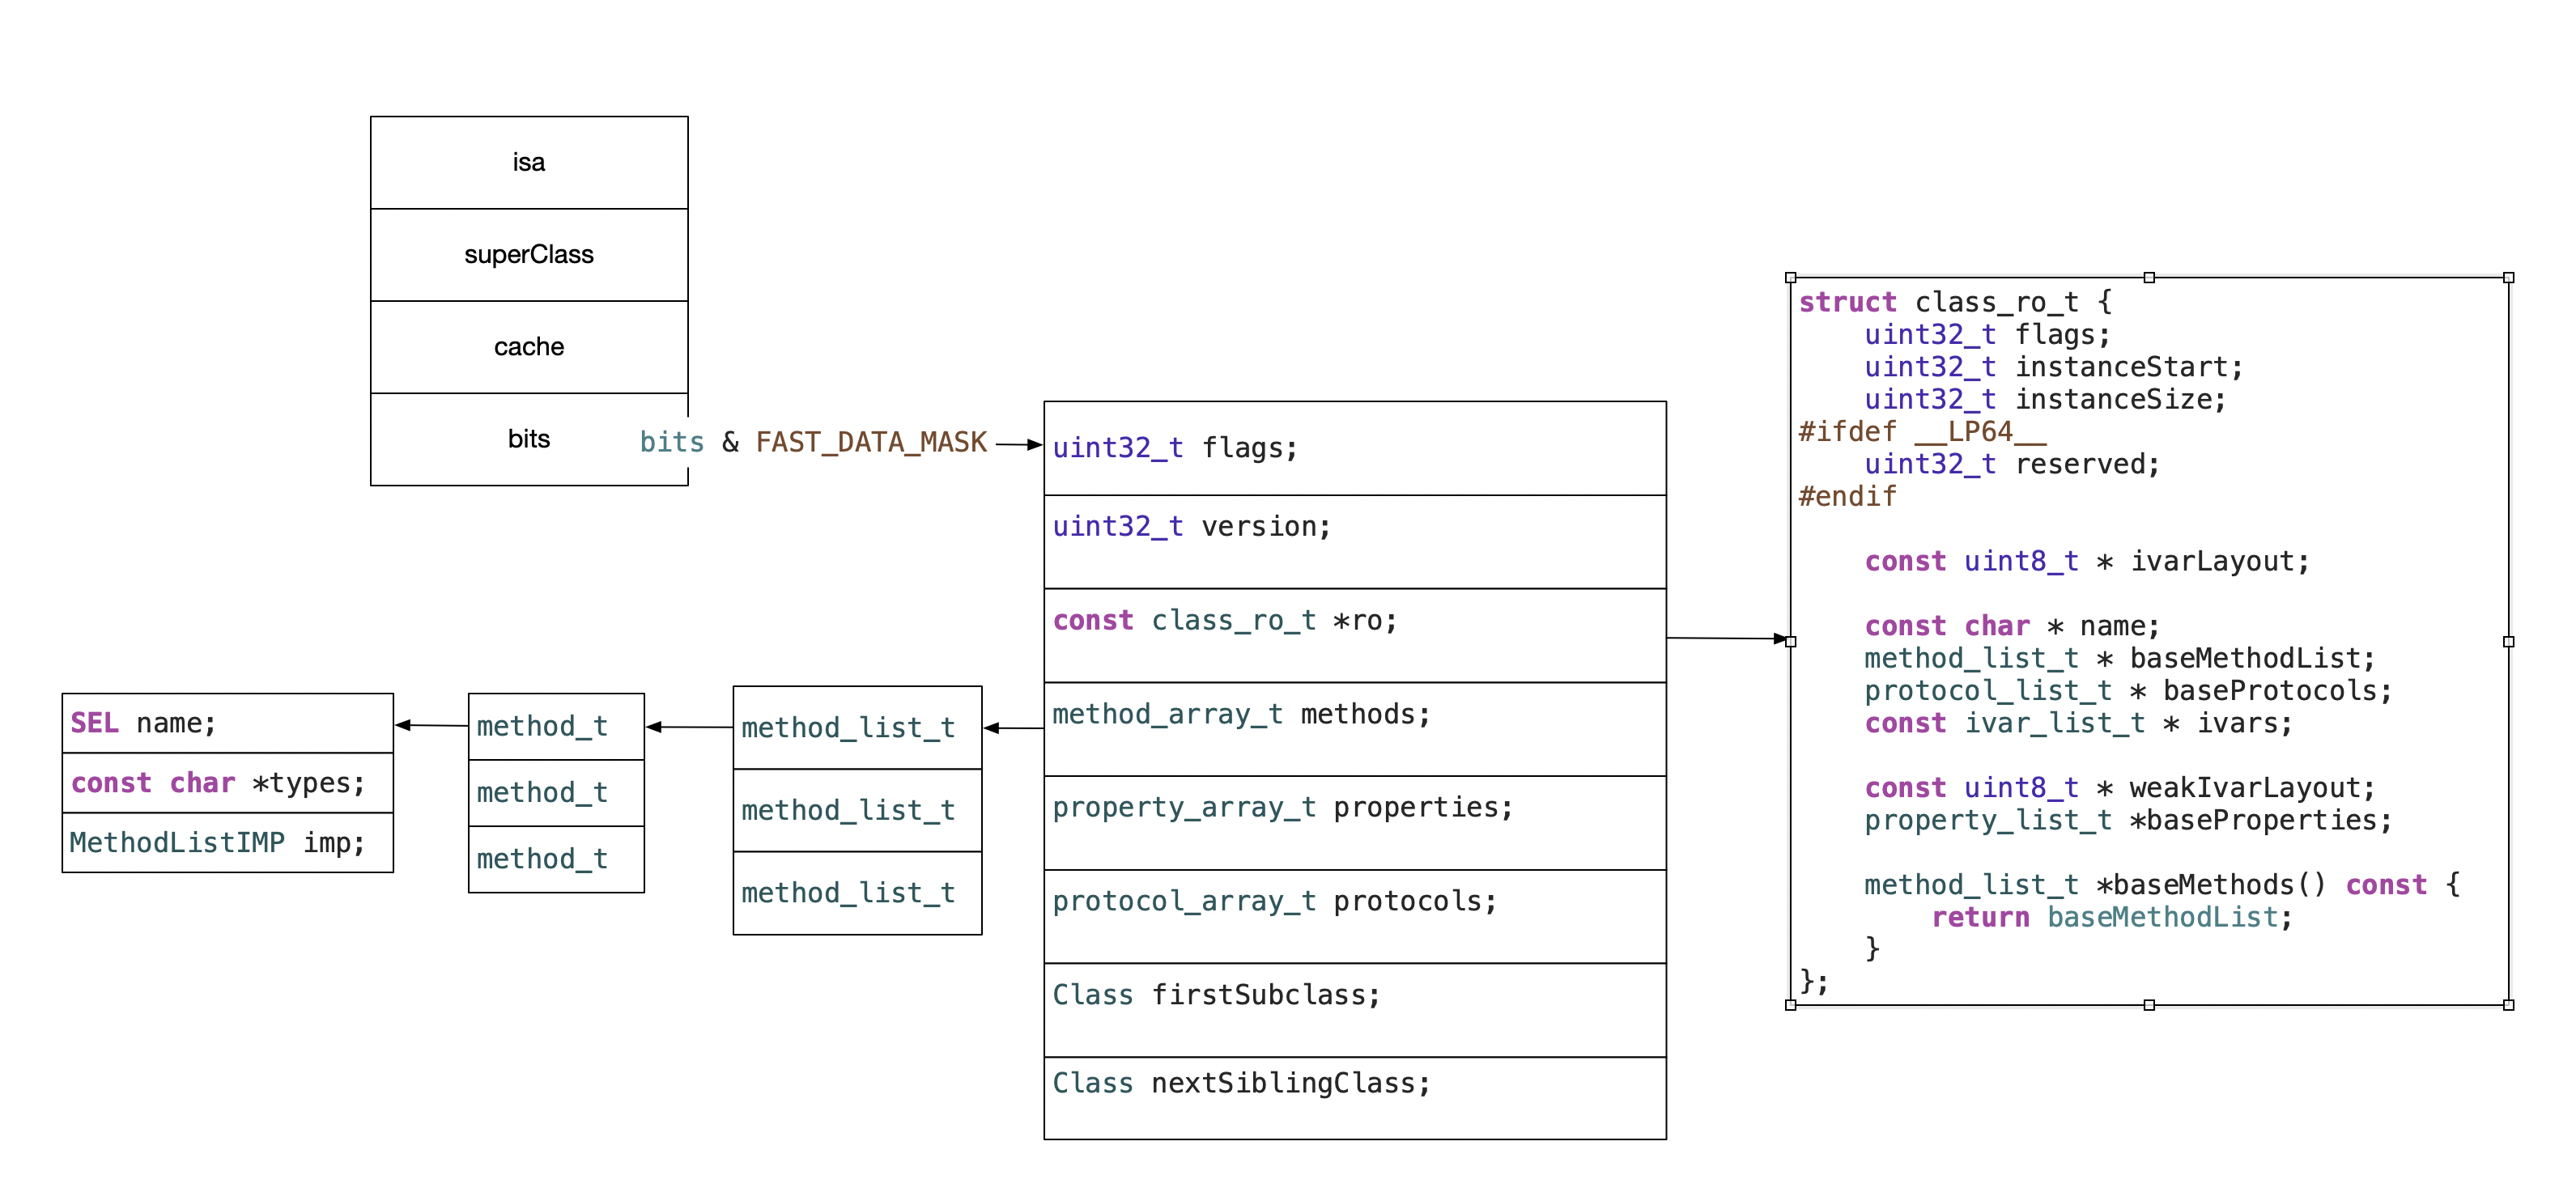 isa
superClass
cache
bits
bits & FAST_DATA_MASK
uint32_t flags;
uint32_t version;
const class_ro_t *ro;
method_array_t methods;
property_array_t properties;
protocol_array_t protocols;
Class firstSubclass;
Class nextSiblingClass;
method_list_t
method_list_t
method_list_t
method_t
method_t
method_t
SEL name;
const char *types;
MethodListIMP imp;
struct class_ro_t {
    uint32_t flags;
    uint32_t instanceStart;
    uint32_t instanceSize;
#ifdef __LP64__
    uint32_t reserved;
#endif
    const uint8_t * ivarLayout;
    const char * name;
    method_list_t * baseMethodList;
    protocol_list_t * baseProtocols;
    const ivar_list_t * ivars;
    const uint8_t * weakIvarLayout;
    property_list_t *baseProperties;
    method_list_t *baseMethods() const {
        return baseMethodList;
    }
};